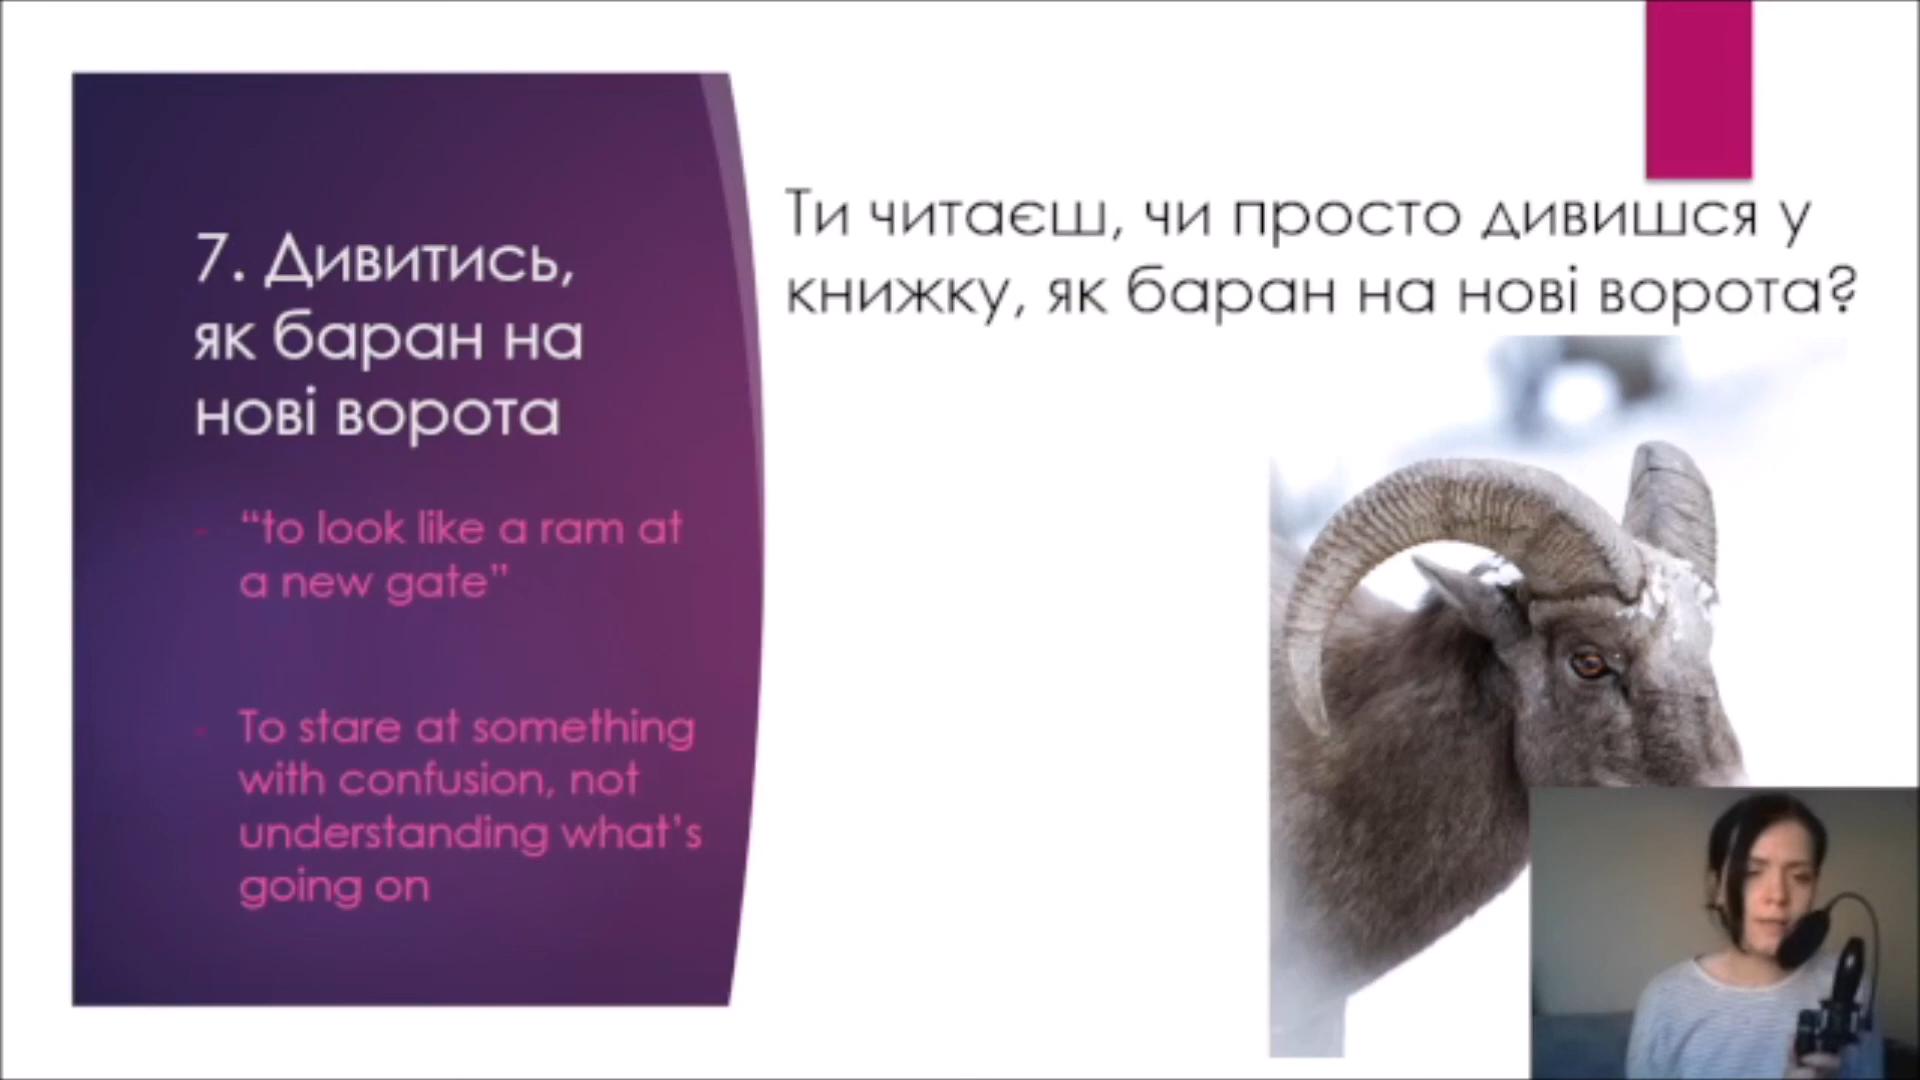 7. Дивитись,
як баран на
нові ворота
- “to look like a ram at
a new gate”
- To stare at something
with confusion, not
understanding what’s
going on
Ти читаєш, чи просто дивишся у
книжку, як баран на нові ворота?